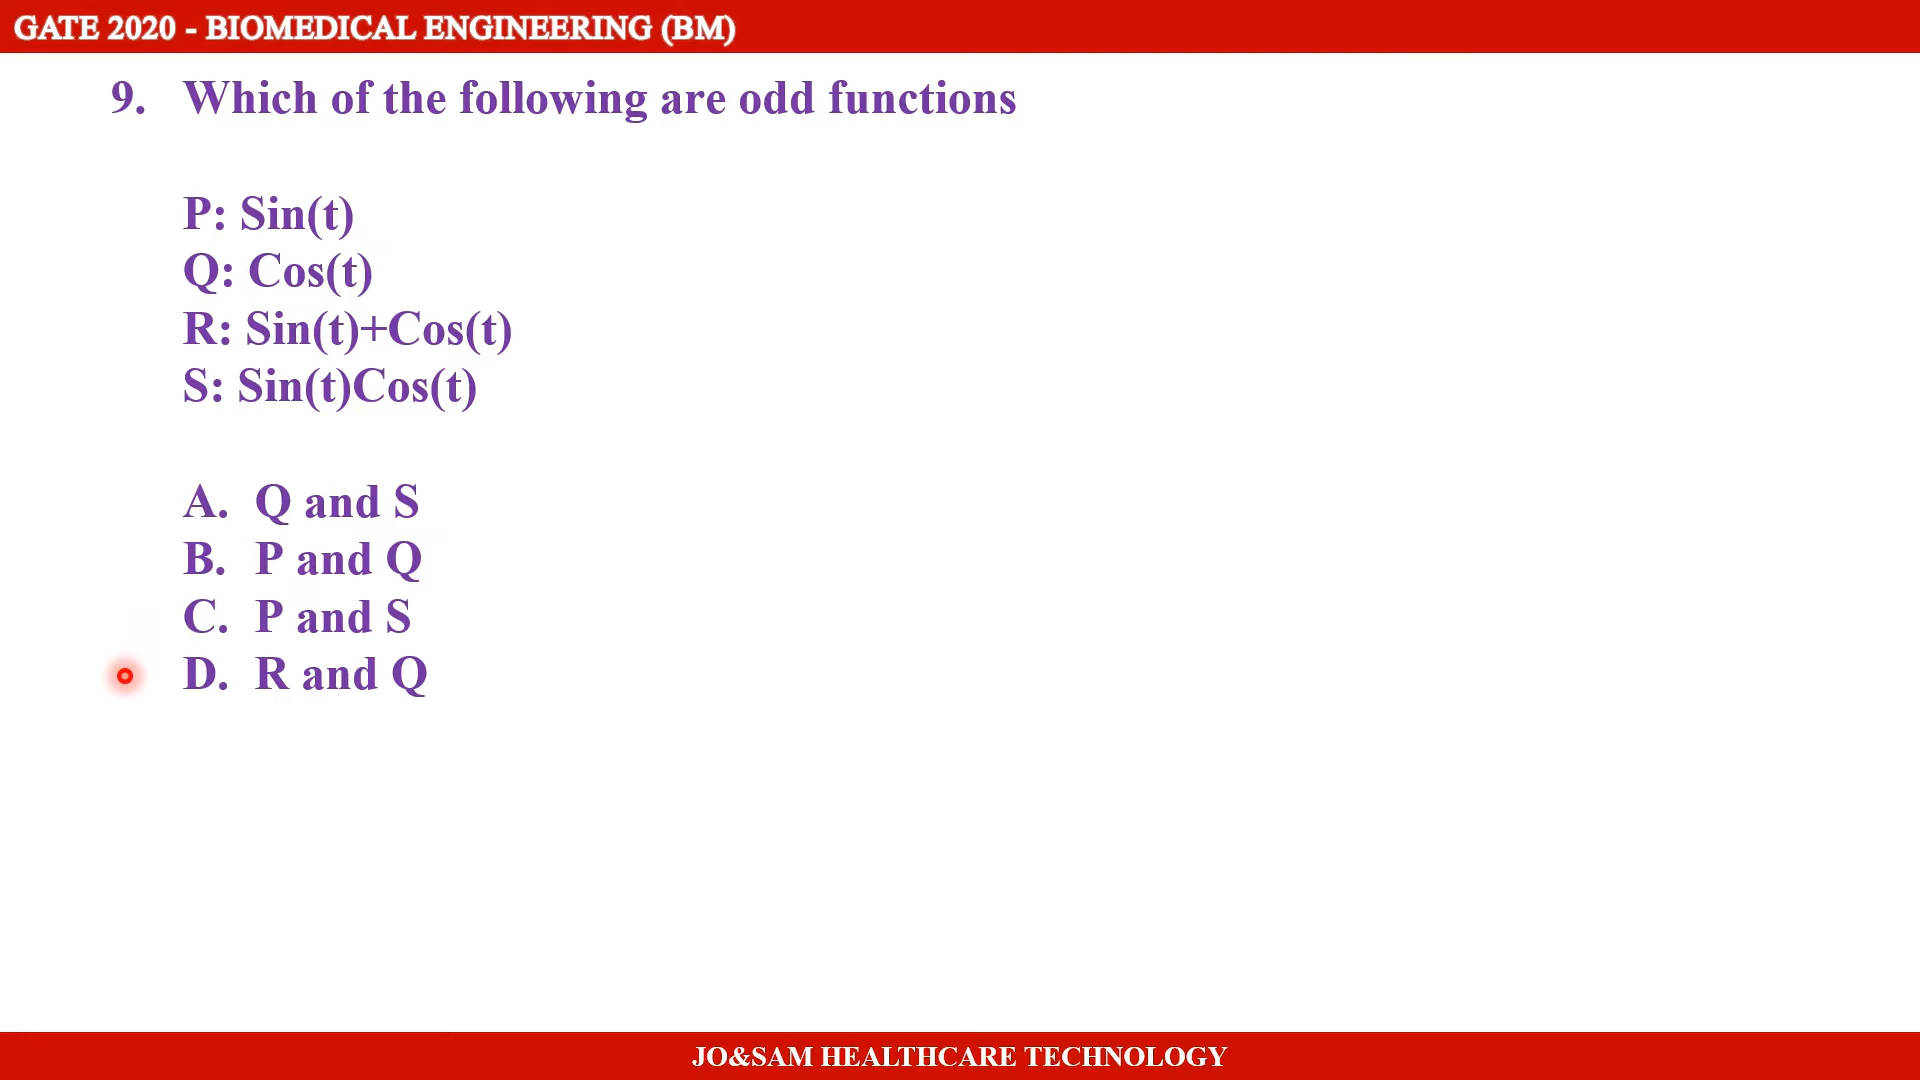 GATE 2020 - BIOMEDICAL ENGINEERING (BM)
9. Which of the following are odd functions
P: Sin(t)
Q: Cos(t)
R: Sin(t)+Cos(t)
S: Sin(t)Cos(t)
A. Q and S
B. P and Q
C. P and S
D. R and Q
JO&SAM HEALTHCARE TECHNOLOGY